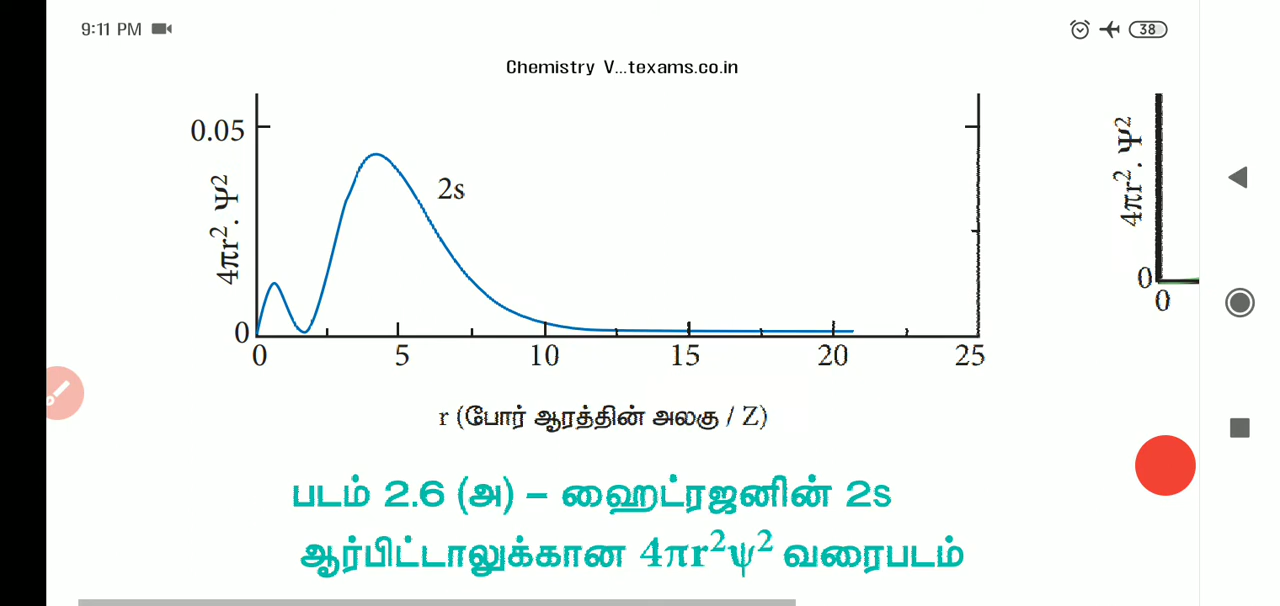 9:11 PM
38
Chemistry V...texams.co.in
0.05
4πr². Ψ²
2s
0
0 5 10 15 20 25
r (போர் ஆரத்தின் அலகு / Z)
4πr². Ψ²
0
0
படம் 2.6 (அ) – ஹைட்ரஜனின் 2s
ஆர்பிட்டாலுக்கான 4πr²ψ² வரைபடம்